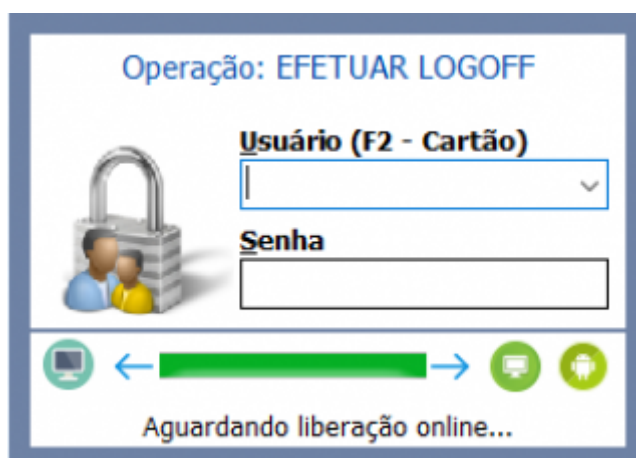 Operação: EFETUAR LOGOFF
Usuário (F2 - Cartão)
Senha
Aguardando liberação online...